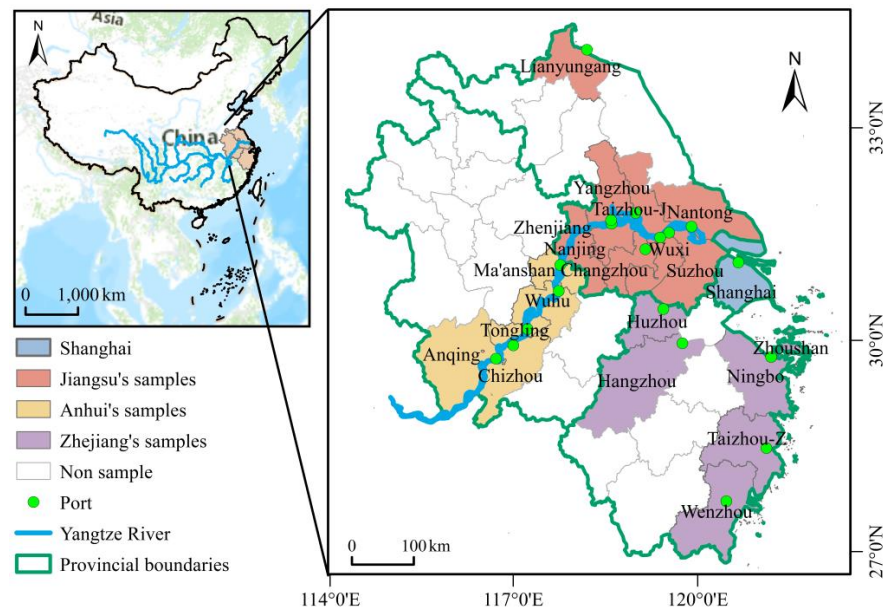 Asia
N
China
0 1,000 km
Shanghai
Jiangsu's samples
Anhui's samples
Zhejiang's samples
Non sample
Port
Yangtze River
Provincial boundaries
N
Lianyungang
Yangzhou
Taizhou-J
Nantong
Zhenjiang
Nanjing
Wuxi
Ma'anshan
Changzhou
Suzhou
Wuhu
Shanghai
Tongling
Huzhou
Anqing
Zhoushan
Chizhou
Hangzhou
Ningbo
Taizhou-Z
Wenzhou
0 100 km
33°0'N
30°0'N
27°0'N
114°0'E 117°0'E 120°0'E